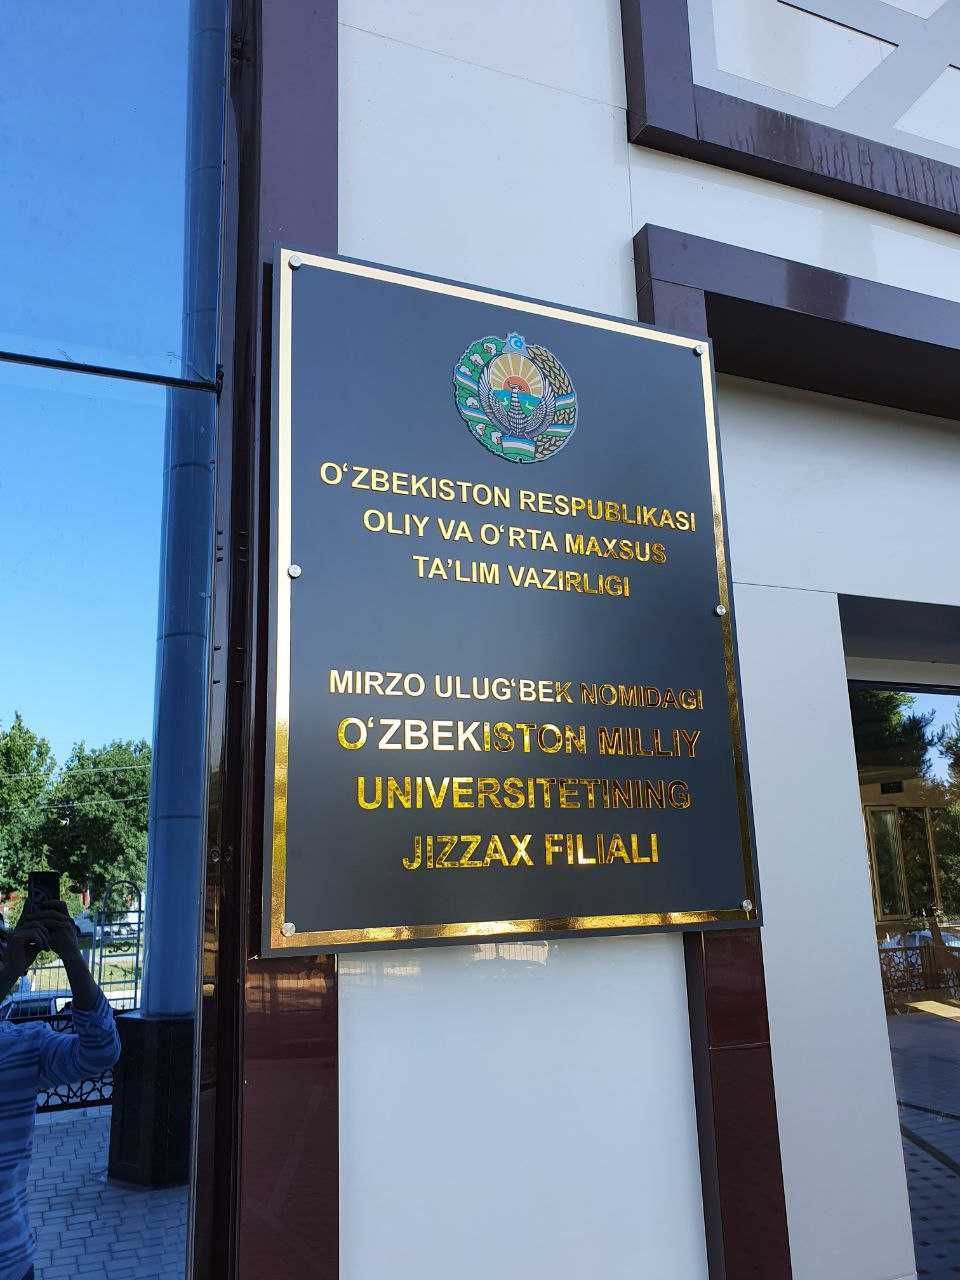 O‘ZBEKISTON RESPUBLIKASI
OLIY VA O‘RTA MAXSUS
TA’LIM VAZIRLIGI
MIRZO ULUG‘BEK NOMIDAGI
O‘ZBEKISTON MILLIY
UNIVERSITETINING
JIZZAX FILIALI